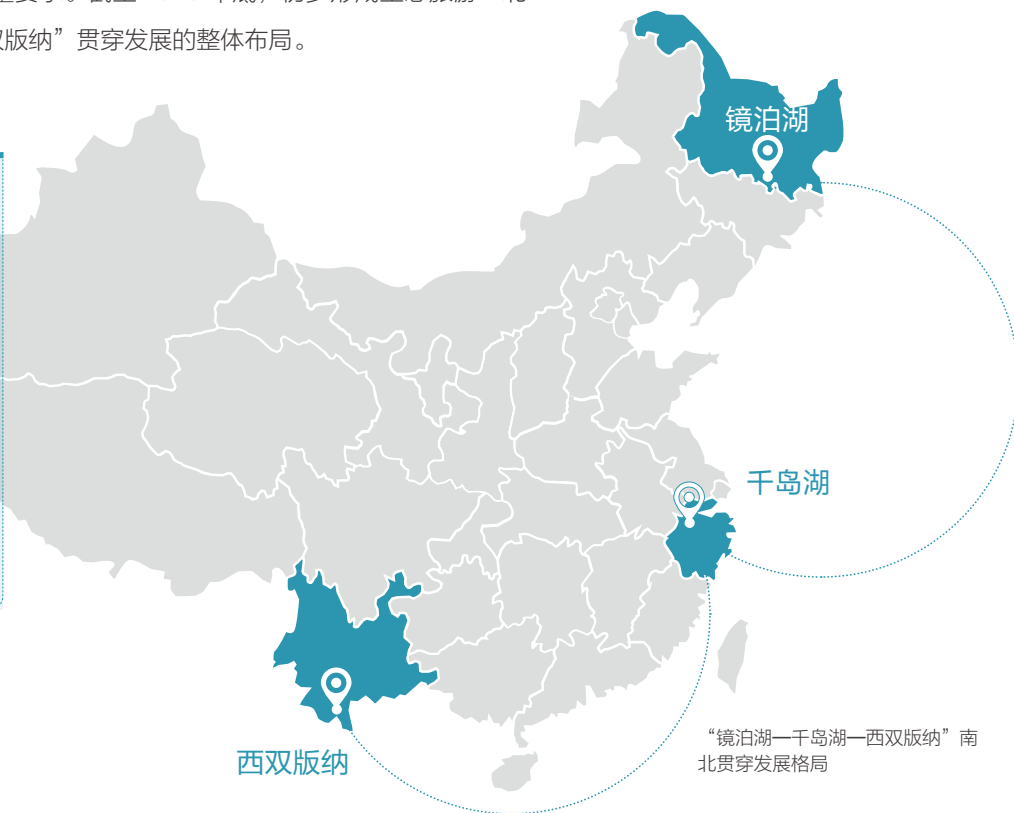 双版纳”贯穿发展的整体布局。
镜泊湖
千岛湖
西双版纳
“镜泊湖—千岛湖—西双版纳”南
北贯穿发展格局